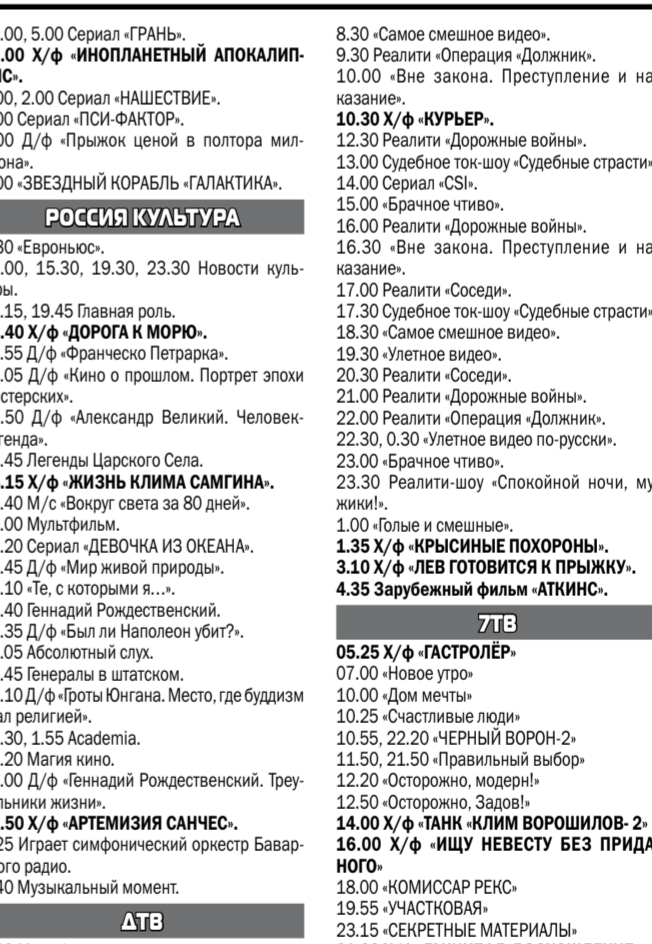 .00, 5.00 Сериал «ГРАНЬ».
.00 Х/ф «ИНОПЛАНЕТНЫЙ АПОКАЛИП-
ИС».
00, 2.00 Сериал «НАШЕСТВИЕ».
00 Сериал «ПСИ-ФАКТОР».
00 Д/ф «Прыжок ценой в полтора мил-
она».
00 «ЗВЕЗДНЫЙ КОРАБЛЬ «ГАЛАКТИКА».
РОССИЯ КУЛЬТУРА
30 «Евроньюс».
.00, 15.30, 19.30, 23.30 Новости куль-
ры.
.15, 19.45 Главная роль.
.40 Х/ф «ДОРОГА К МОРЮ».
.55 Д/ф «Франческо Петрарка».
.05 Д/ф «Кино о прошлом. Портрет эпохи
стерских».
.50 Д/ф «Александр Великий. Человек-
генда».
.45 Легенды Царского Села.
.15 Х/ф «ЖИЗНЬ КЛИМА САМГИНА».
.40 М/с «Вокруг света за 80 дней».
.00 Мультфильм.
.20 Сериал «ДЕВОЧКА ИЗ ОКЕАНА».
.45 Д/ф «Мир живой природы».
.10 «Те, с которыми я...».
.40 Геннадий Рождественский.
.35 Д/ф «Был ли Наполеон убит?».
.05 Абсолютный слух.
.45 Генералы в штатском.
.10 Д/ф «Гроты Юнгана. Место, где буддизм
ал религией».
.30, 1.55 Academia.
.20 Магия кино.
.00 Д/ф «Геннадий Рождественский. Треу-
льники жизни».
.50 Х/ф «АРТЕМИЗИЯ САНЧЕС».
25 Играет симфонический оркестр Бавар-
ого радио.
40 Музыкальный момент.
ДТВ
8.30 «Самое смешное видео».
9.30 Реалити «Операция «Должник».
10.00 «Вне закона. Преступление и на
казание».
10.30 Х/ф «КУРЬЕР».
12.30 Реалити «Дорожные войны».
13.00 Судебное ток-шоу «Судебные страсти»
14.00 Сериал «CSI».
15.00 «Брачное чтиво».
16.00 Реалити «Дорожные войны».
16.30 «Вне закона. Преступление и на
казание».
17.00 Реалити «Соседи».
17.30 Судебное ток-шоу «Судебные страсти»
18.30 «Самое смешное видео».
19.30 «Улетное видео».
20.30 Реалити «Соседи».
21.00 Реалити «Дорожные войны».
22.00 Реалити «Операция «Должник».
22.30, 0.30 «Улетное видео по-русски».
23.00 «Брачное чтиво».
23.30 Реалити-шоу «Спокойной ночи, му
жики!».
1.00 «Голые и смешные».
1.35 Х/ф «КРЫСИНЫЕ ПОХОРОНЫ».
3.10 Х/ф «ЛЕВ ГОТОВИТСЯ К ПРЫЖКУ».
4.35 Зарубежный фильм «АТКИНС».
7ТВ
05.25 Х/ф «ГАСТРОЛЁР»
07.00 «Новое утро»
10.00 «Дом мечты»
10.25 «Счастливые люди»
10.55, 22.20 «ЧЕРНЫЙ ВОРОН-2»
11.50, 21.50 «Правильный выбор»
12.20 «Осторожно, модерн!»
12.50 «Осторожно, Задов!»
14.00 Х/ф «ТАНК «КЛИМ ВОРОШИЛОВ- 2»
16.00 Х/ф «ИЩУ НЕВЕСТУ БЕЗ ПРИДА
НОГО»
18.00 «КОМИССАР РЕКС»
19.55 «УЧАСТКОВАЯ»
23.15 «СЕКРЕТНЫЕ МАТЕРИАЛЫ»